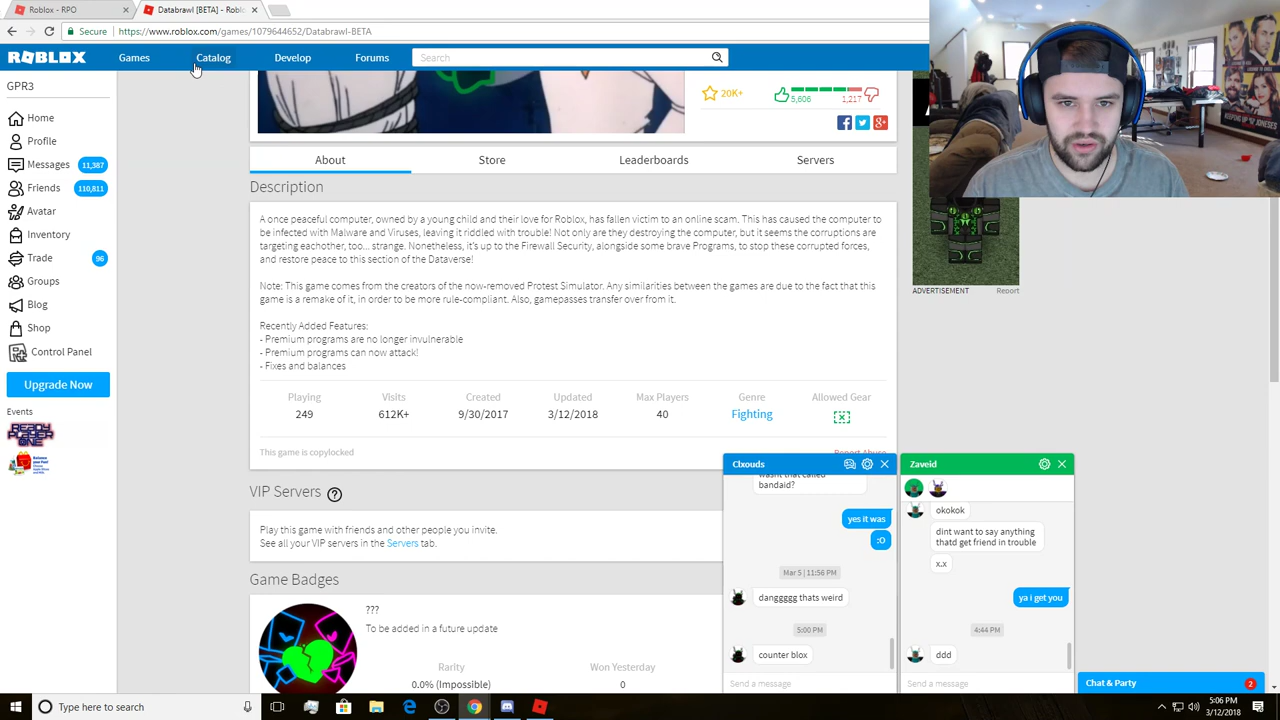 Roblox - RPO
Databrawl [BETA] - Roblo
Secure
https://www.roblox.com/games/1079644652/Databrawl-BETA
ROBLOX
Games
Catalog
Develop
Forums
Search
GPR3
Home
Profile
Messages 11,387
Friends 110,811
Avatar
Inventory
Trade 96
Groups
Blog
Shop
Control Panel
Upgrade Now
Events
READY
PLAYER
ONE
20K+
5,606
1,217
About
Store
Leaderboards
Servers
Description
A once peaceful computer, owned by a young child and their love for Roblox, has fallen victim to an online scam. This has caused the computer to
be infected with Malware and Viruses, leaving it riddled with trouble! Not only are they destroying the computer, but it seems the corruptions are
targeting eachother, too... strange. Nonetheless, it's up to the Firewall Security, alongside some brave Programs, to stop these corrupted forces,
and restore peace to this section of the Dataverse!
Note: This game comes from the creators of the now-removed Protest Simulator. Any similarities between the games are due to the fact that this
game is a remake of it, in order to be more rule-compliant. Also, gamepasses transfer over from it.
Recently Added Features:
- Premium programs are no longer invulnerable
- Premium programs can now attack!
- Fixes and balances
Playing
Visits
Created
Updated
Max Players
Genre
Allowed Gear
249
612K+
9/30/2017
3/12/2018
40
Fighting
This game is copylocked
Report Abuse
VIP Servers
Play this game with friends and other people you invite.
See all your VIP servers in the Servers tab.
Game Badges
???
To be added in a future update
Rarity
Won Yesterday
0.0% (Impossible)
0
ADVERTISEMENT
Report
Clxouds
wasnt that called
bandaid?
yes it was
:O
Mar 5 | 11:56 PM
danggggg thats weird
5:00 PM
counter blox
Send a message
Zaveid
okokok
dint want to say anything
thatd get friend in trouble
x.x
ya i get you
4:44 PM
ddd
Send a message
Chat & Party
2
Type here to search
5:06 PM
3/12/2018